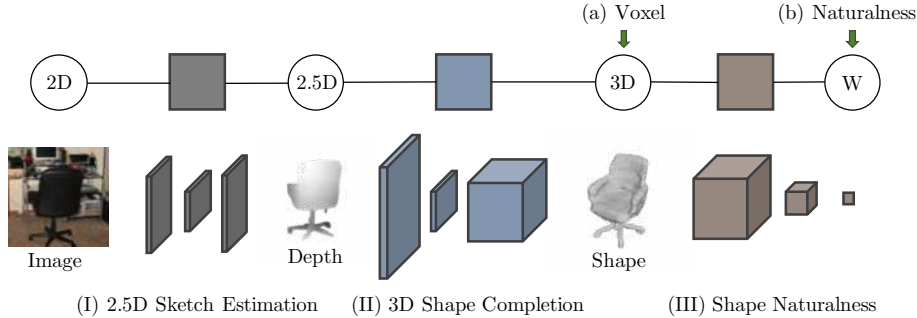 (a) Voxel
(b) Naturalness
2D
2.5D
3D
W
Image
Depth
Shape
(I) 2.5D Sketch Estimation
(II) 3D Shape Completion
(III) Shape Naturalness